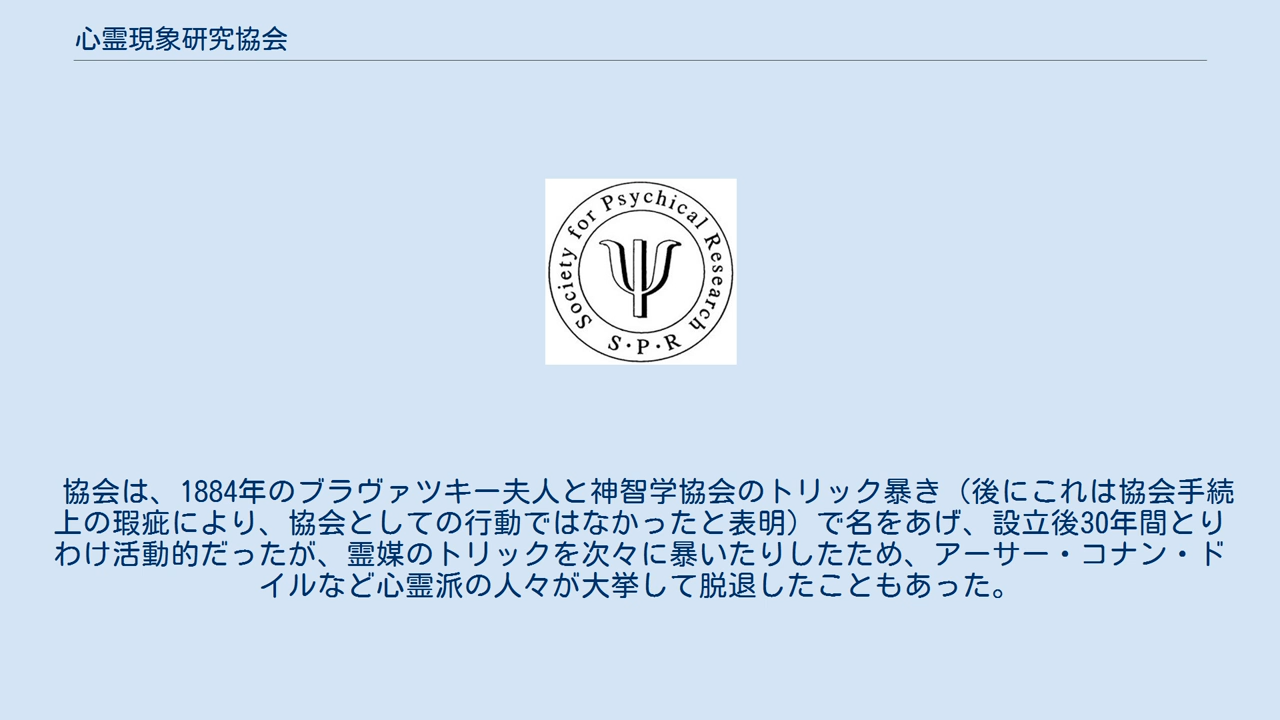 心霊現象研究協会
Society for Psychical Research
S·P·R
協会は、1884年のブラヴァツキー夫人と神智学協会のトリック暴き（後にこれは協会手続
上の瑕疵により、協会としての行動ではなかったと表明）で名をあげ、設立後30年間とり
わけ活動的だったが、霊媒のトリックを次々に暴いたりしたため、アーサー・コナン・ド
イルなど心霊派の人々が大挙して脱退したこともあった。